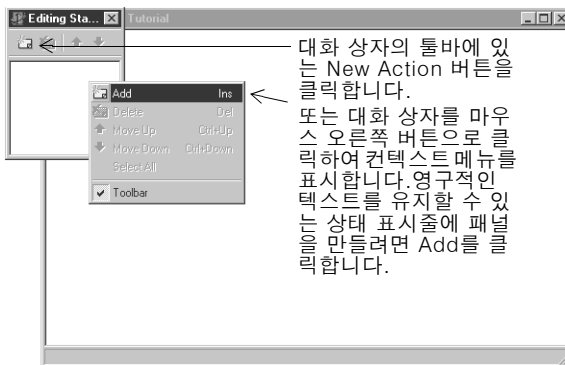 Editing Sta...
Tutorial
대화 상자의 툴바에 있
는 New Action 버튼을
클릭합니다.
또는 대화 상자를 마우
스 오른쪽 버튼으로 클
릭하여 컨텍스트 메뉴를
표시합니다.영구적인
텍스트를 유지할 수 있
는 상태 표시줄에 패널
을 만들려면 Add를 클
릭합니다.
Add Ins
Delete Del
Move Up Ctrl+Up
Move Down Ctrl+Down
Select All
Toolbar